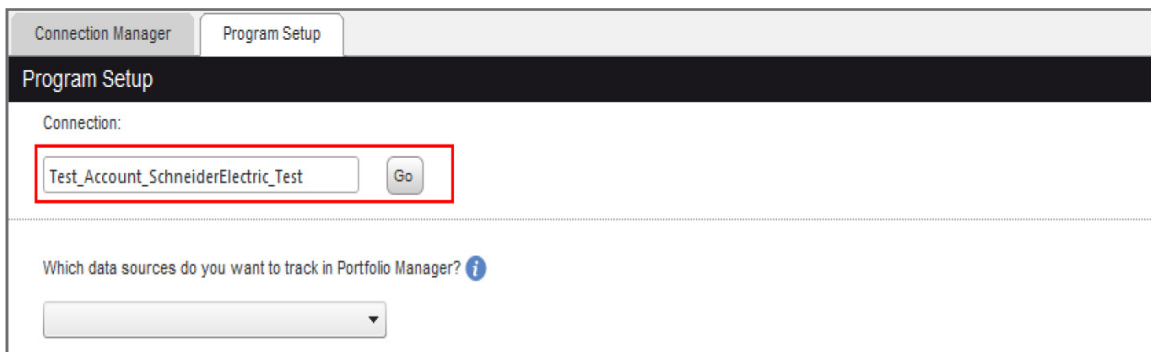 Connection Manager Program Setup
Program Setup
Connection:
Test_Account_SchneiderElectric_Test Go
Which data sources do you want to track in Portfolio Manager? i